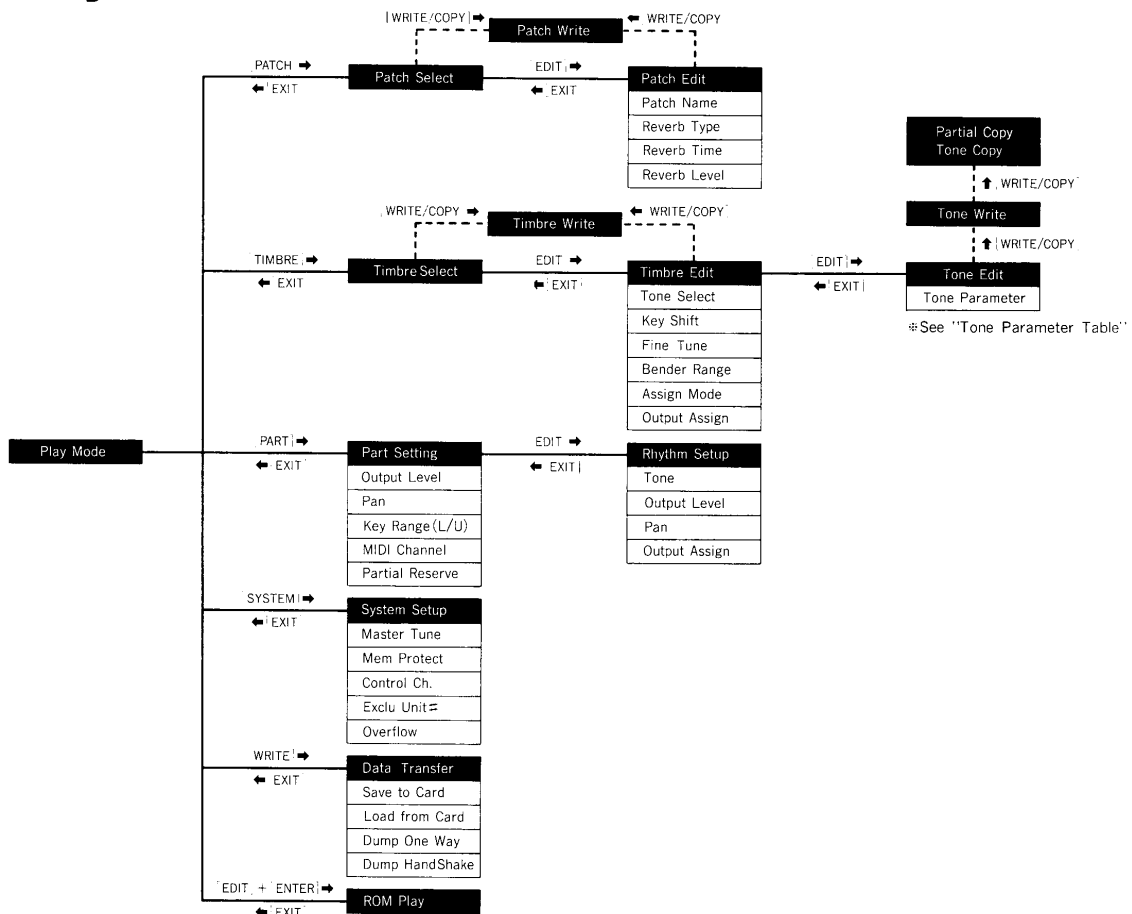 [WRITE/COPY] ➡
Patch Write
⬅ WRITE/COPY
PATCH ➡
⬅ EXIT
Patch Select
EDIT ➡
⬅ EXIT
Patch Edit
Patch Name
Reverb Type
Reverb Time
Reverb Level
Partial Copy
Tone Copy
⬆ WRITE/COPY
Tone Write
⬆ WRITE/COPY
WRITE/COPY ➡
Timbre Write
⬅ WRITE/COPY
TIMBRE ➡
⬅ EXIT
Timbre Select
EDIT ➡
⬅ EXIT
Timbre Edit
Tone Select
Key Shift
Fine Tune
Bender Range
Assign Mode
Output Assign
EDIT ➡
⬅ EXIT
Tone Edit
Tone Parameter
※See ''Tone Parameter Table''
Play Mode
PART ➡
⬅ EXIT
Part Setting
Output Level
Pan
Key Range(L/U)
MIDI Channel
Partial Reserve
EDIT ➡
⬅ EXIT
Rhythm Setup
Tone
Output Level
Pan
Output Assign
SYSTEM ➡
⬅ EXIT
System Setup
Master Tune
Mem Protect
Control Ch.
Exclu Unit#
Overflow
WRITE ➡
⬅ EXIT
Data Transfer
Save to Card
Load from Card
Dump One Way
Dump HandShake
EDIT + ENTER ➡
⬅ EXIT
ROM Play